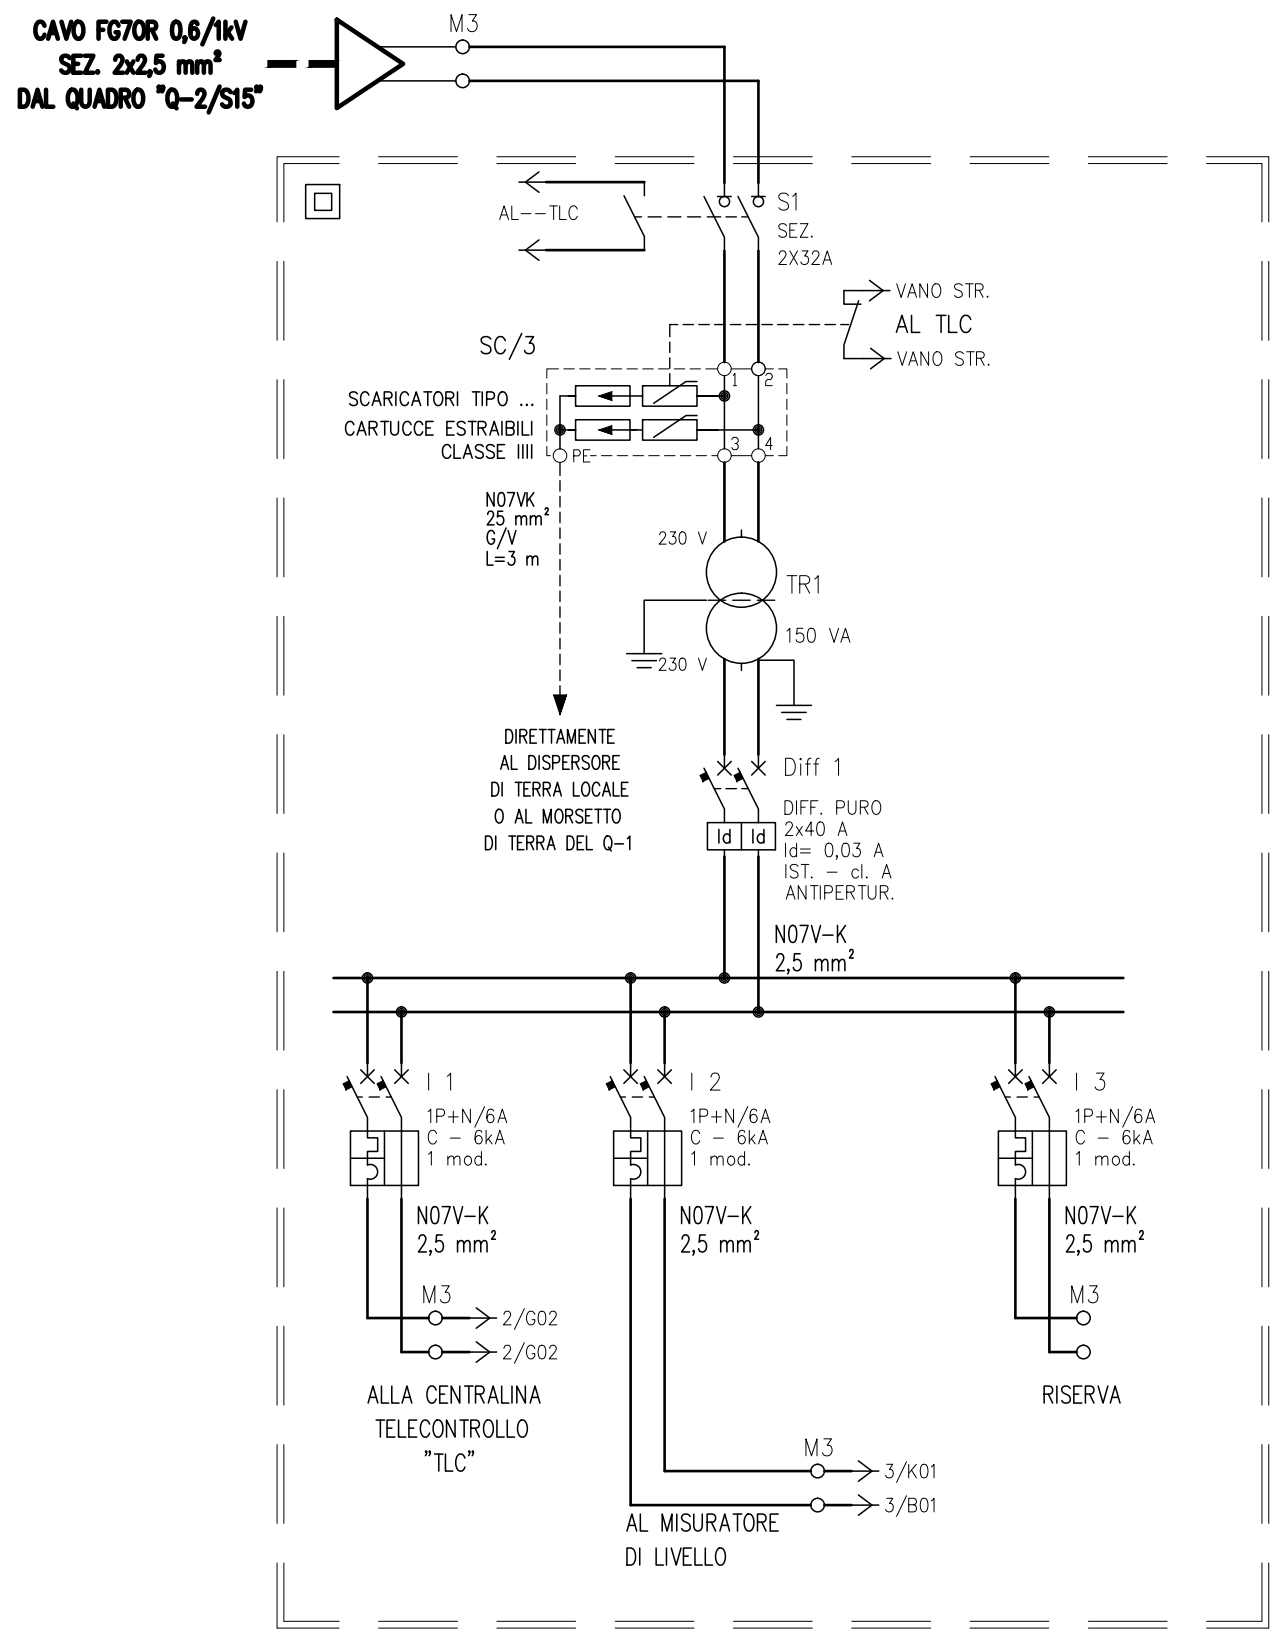 CAVO FG7OR 0,6/1kV
SEZ. 2x2,5 mm²
DAL QUADRO "Q-2/S15"
M3
AL--TLC
S1
SEZ.
2X32A
VANO STR.
AL TLC
VANO STR.
SC/3
1 2
SCARICATORI TIPO ...
CARTUCCE ESTRAIBILI
CLASSE IIII
3 4
PE
N07VK
25 mm²
G/V
L=3 m
230 V
TR1
150 VA
230 V
DIRETTAMENTE
AL DISPERSORE
DI TERRA LOCALE
O AL MORSETTO
DI TERRA DEL Q-1
Diff 1
DIFF. PURO
2x40 A
Id= 0,03 A
IST. - cl. A
ANTIPERTUR.
Id Id
N07V-K
2,5 mm²
I 1
1P+N/6A
C - 6kA
1 mod.
N07V-K
2,5 mm²
M3
2/G02
2/G02
ALLA CENTRALINA
TELECONTROLLO
"TLC"
I 2
1P+N/6A
C - 6kA
1 mod.
N07V-K
2,5 mm²
M3
3/K01
3/B01
AL MISURATORE
DI LIVELLO
I 3
1P+N/6A
C - 6kA
1 mod.
N07V-K
2,5 mm²
M3
RISERVA